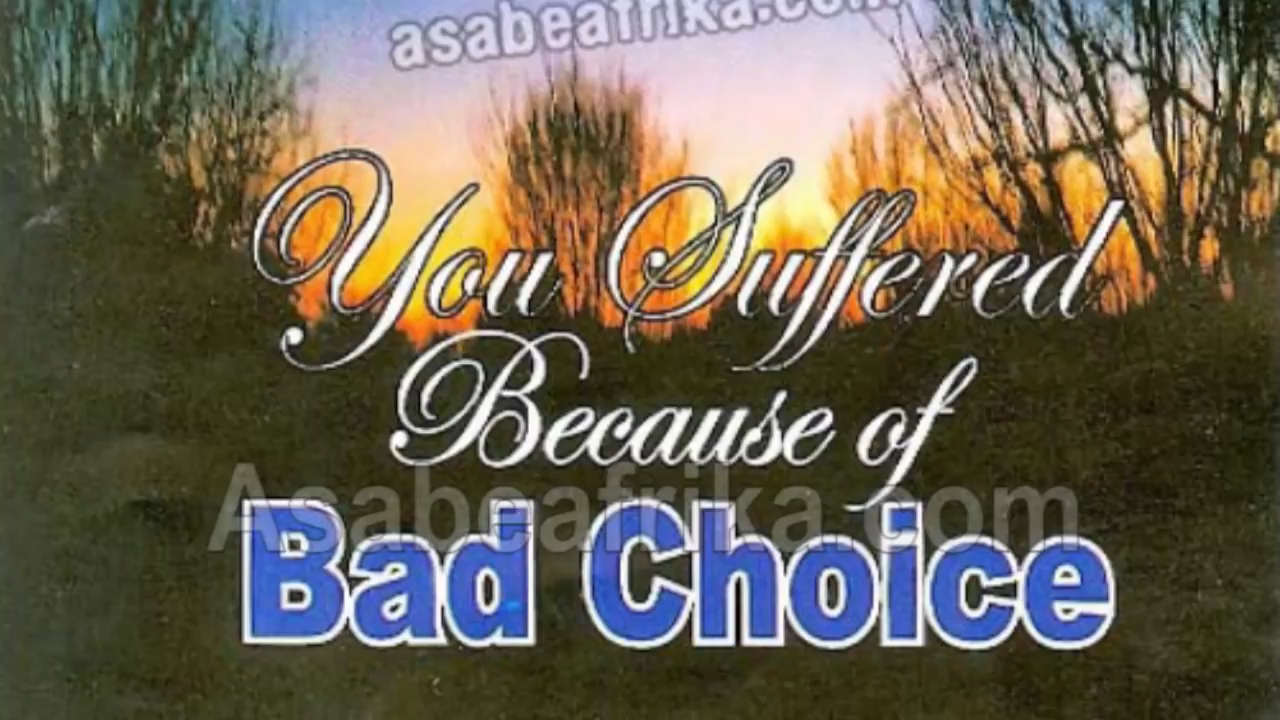 asabeafrika.com
You Suffered
Because of
Asabeafrika.com
Bad Choice